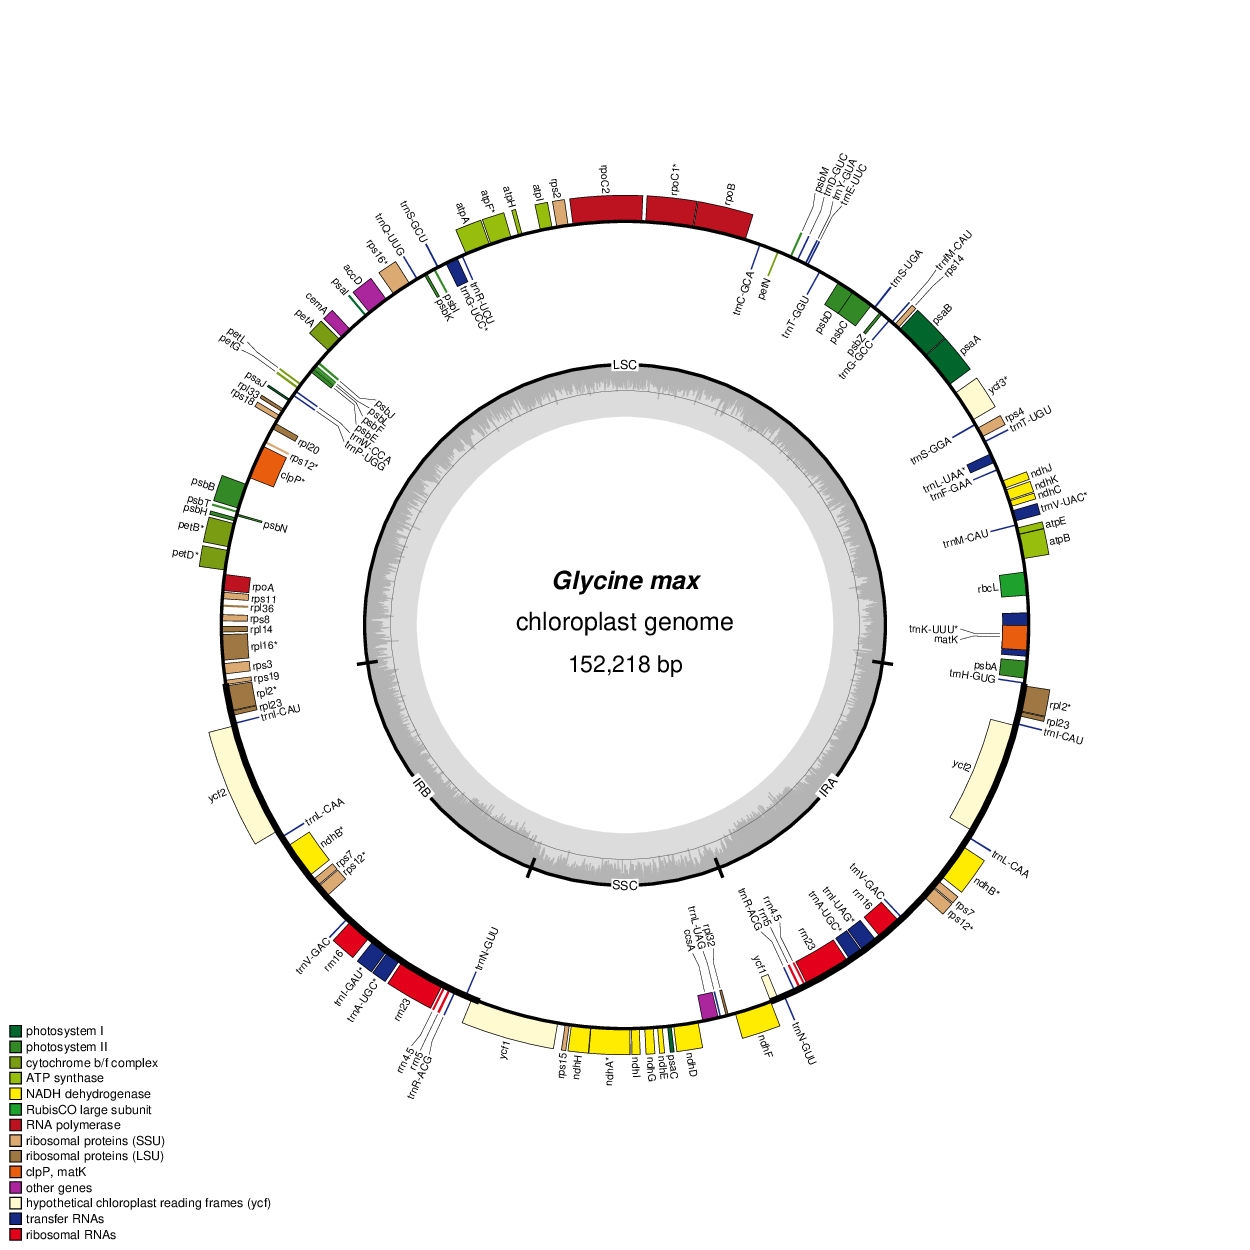 rpoC2
rpoC1*
rpoB
rps2
atpI
atpH
atpF*
atpA
trnS-GCU
trnQ-UUG
rps16*
accD
psaI
cemA
petA
petL
petG
psaJ
rpl33
rps18
psbB
psbT
psbH
petB*
petD*
psbM
trnD-GUC
trnY-GUA
trnE-UUC
trnS-UGA
trnfM-CAU
rps14
psaB
psaA
ycf3*
rps4
trnT-UGU
ndhJ
ndhK
ndhC
trnV-UAC*
atpE
atpB
trnR-UCU
trnG-UCC*
psbI
psbK
trnC-GCA
petN
trnT-GGU
psbD
psbC
psbZ
trnG-GCC
trnS-GGA
trnL-UAA*
trnF-GAA
trnM-CAU
rbcL
trnK-UUU*
matK
psbA
trnH-GUG
psbJ
psbL
psbF
psbE
trnW-CCA
trnP-UGG
rpl20
rps12*
clpP*
psbN
rpoA
rps11
rpl36
rps8
rpl14
rpl16*
rps3
rps19
rpl2*
rpl23
trnI-CAU
LSC
Glycine max
chloroplast genome
152,218 bp
IRB
IRA
SSC
rpl2*
rpl23
trnI-CAU
ycf2
ycf2
trnL-CAA
ndhB*
rps7
rps12*
trnL-CAA
ndhB*
rps7
rps12*
trnV-GAC
rrn16
trnI-GAU*
trnA-UGC*
rrn23
rrn4.5
rrn5
trnR-ACG
trnN-GUU
trnV-GAC
rrn16
trnI-UAG*
trnA-UGC*
rrn23
rrn4.5
rrn5
trnR-ACG
trnN-GUU
ycf1
rpl32
trnL-UAG
ccsA
ycf1
rps15
ndhH
ndhA*
ndhI
ndhG
ndhE
psaC
ndhD
ndhF
photosystem I
photosystem II
cytochrome b/f complex
ATP synthase
NADH dehydrogenase
RubisCO large subunit
RNA polymerase
ribosomal proteins (SSU)
ribosomal proteins (LSU)
clpP, matK
other genes
hypothetical chloroplast reading frames (ycf)
transfer RNAs
ribosomal RNAs